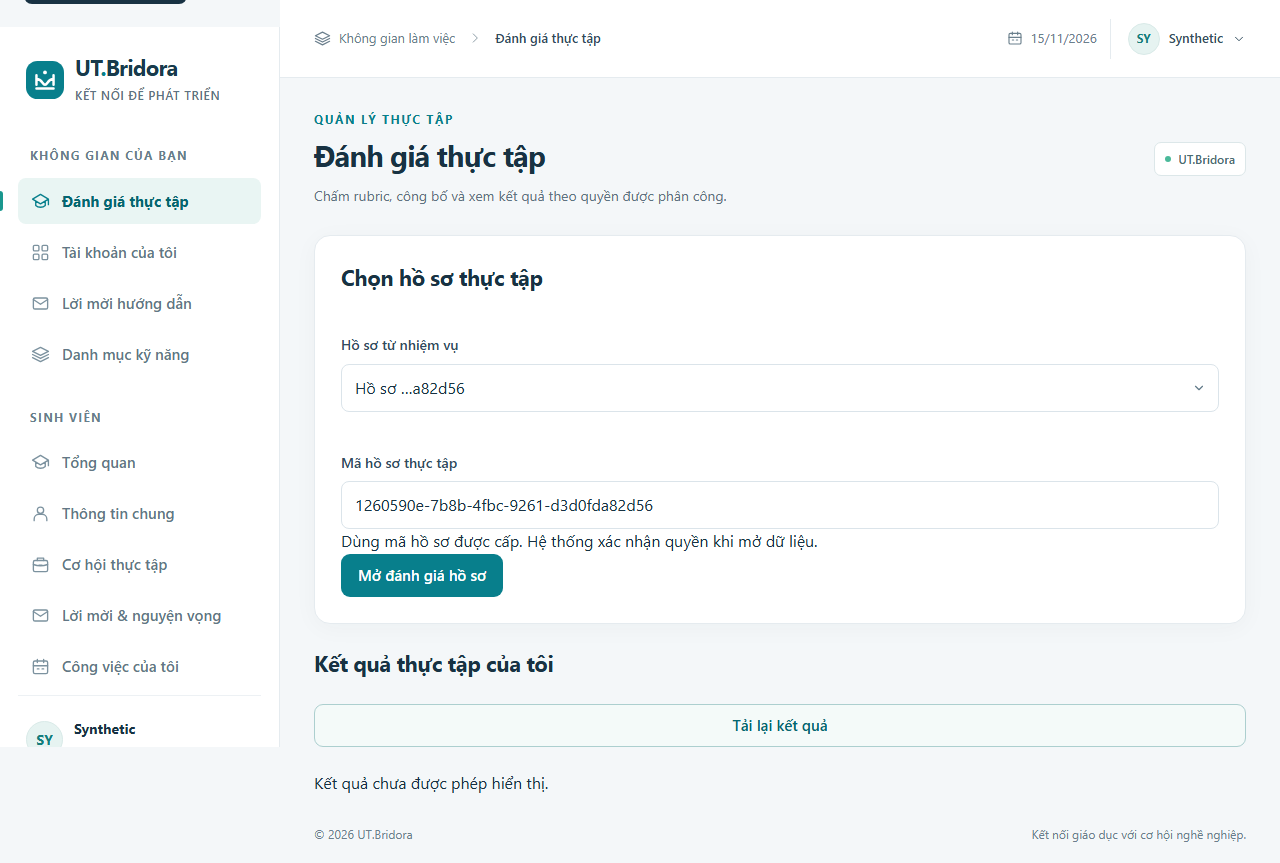 UT.Bridora
KẾT NỐI ĐỂ PHÁT TRIỂN
KHÔNG GIAN CỦA BẠN
Đánh giá thực tập
Tài khoản của tôi
Lời mời hướng dẫn
Danh mục kỹ năng
SINH VIÊN
Tổng quan
Thông tin chung
Cơ hội thực tập
Lời mời & nguyện vọng
Công việc của tôi
SY
Synthetic
Không gian làm việc
Đánh giá thực tập
15/11/2026
SY
Synthetic
QUẢN LÝ THỰC TẬP
Đánh giá thực tập
UT.Bridora
Chấm rubric, công bố và xem kết quả theo quyền được phân công.
Chọn hồ sơ thực tập
Hồ sơ từ nhiệm vụ
Hồ sơ ...a82d56
Mã hồ sơ thực tập
1260590e-7b8b-4fbc-9261-d3d0fda82d56
Dùng mã hồ sơ được cấp. Hệ thống xác nhận quyền khi mở dữ liệu.
Mở đánh giá hồ sơ
Kết quả thực tập của tôi
Tải lại kết quả
Kết quả chưa được phép hiển thị.
© 2026 UT.Bridora
Kết nối giáo dục với cơ hội nghề nghiệp.